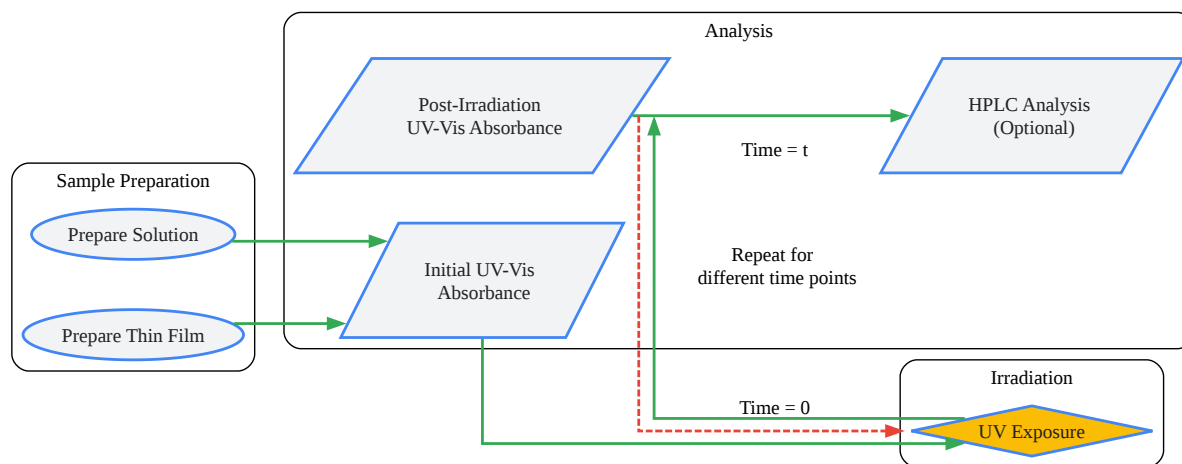 Analysis
Post-Irradiation
UV-Vis Absorbance
HPLC Analysis
(Optional)
Time = t
Sample Preparation
Prepare Solution
Initial UV-Vis
Absorbance
Repeat for
different time points
Prepare Thin Film
Irradiation
Time = 0
UV Exposure